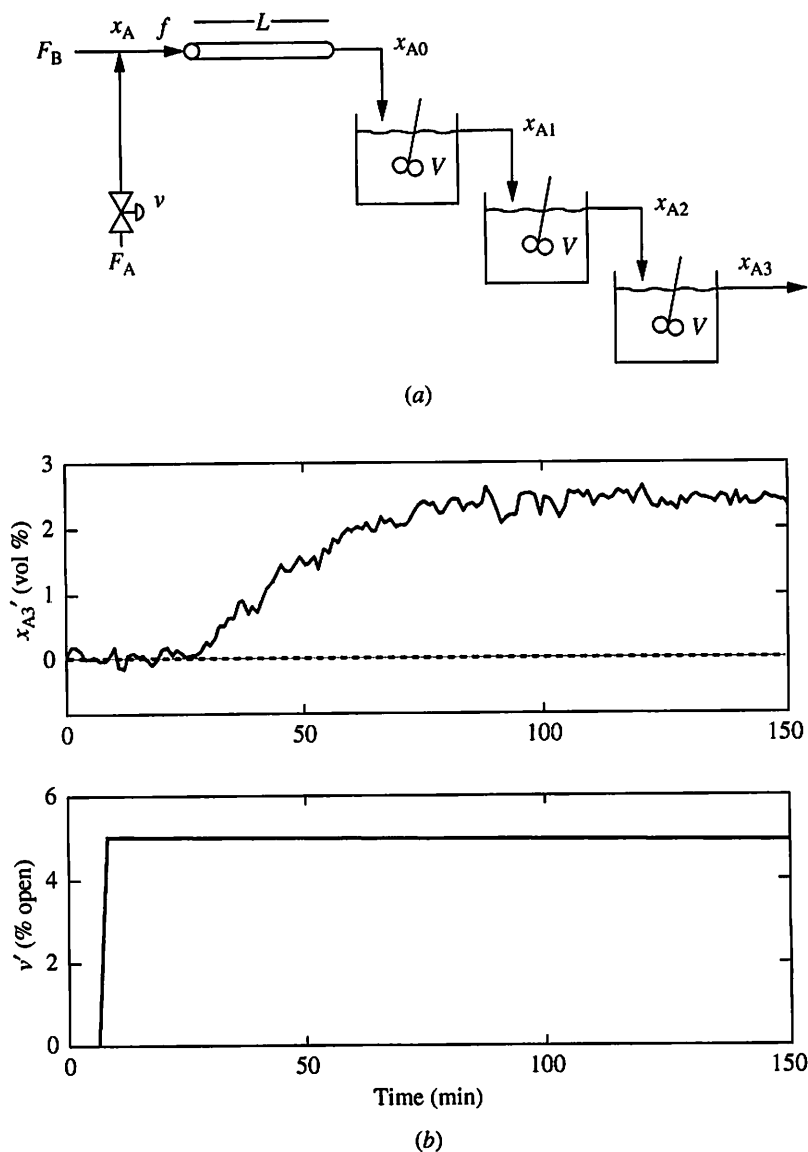 x_A f L
F_B
x_A0
v
F_A
V
x_A1
V
x_A2
V
x_A3
(a)
3
2
1
0
x_A3′ (vol %)
0 50 100 150
6
4
2
0
v′ (% open)
0 50 100 150
Time (min)
(b)